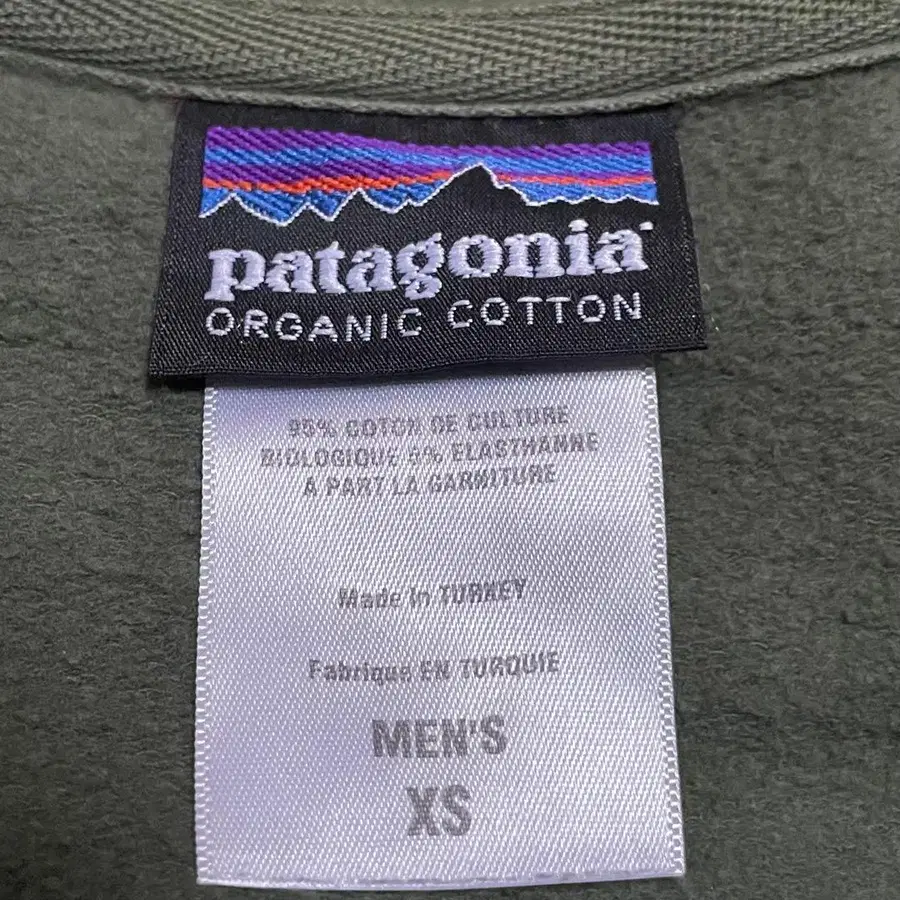 patagonia
ORGANIC COTTON
95% COTON DE CULTURE
BIOLOGIQUE 5% ELASTHANNE
A PART LA GARNITURE
Made in TURKEY
Fabriqué EN TURQUIE
MEN'S
XS